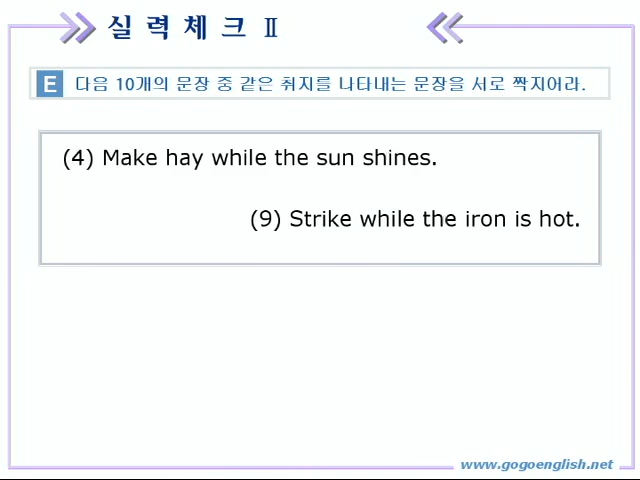 실 력 체 크 Ⅱ
E 다음 10개의 문장 중 같은 취지를 나타내는 문장을 서로 짝지어라.
(4) Make hay while the sun shines.
(9) Strike while the iron is hot.
www.gogoenglish.net